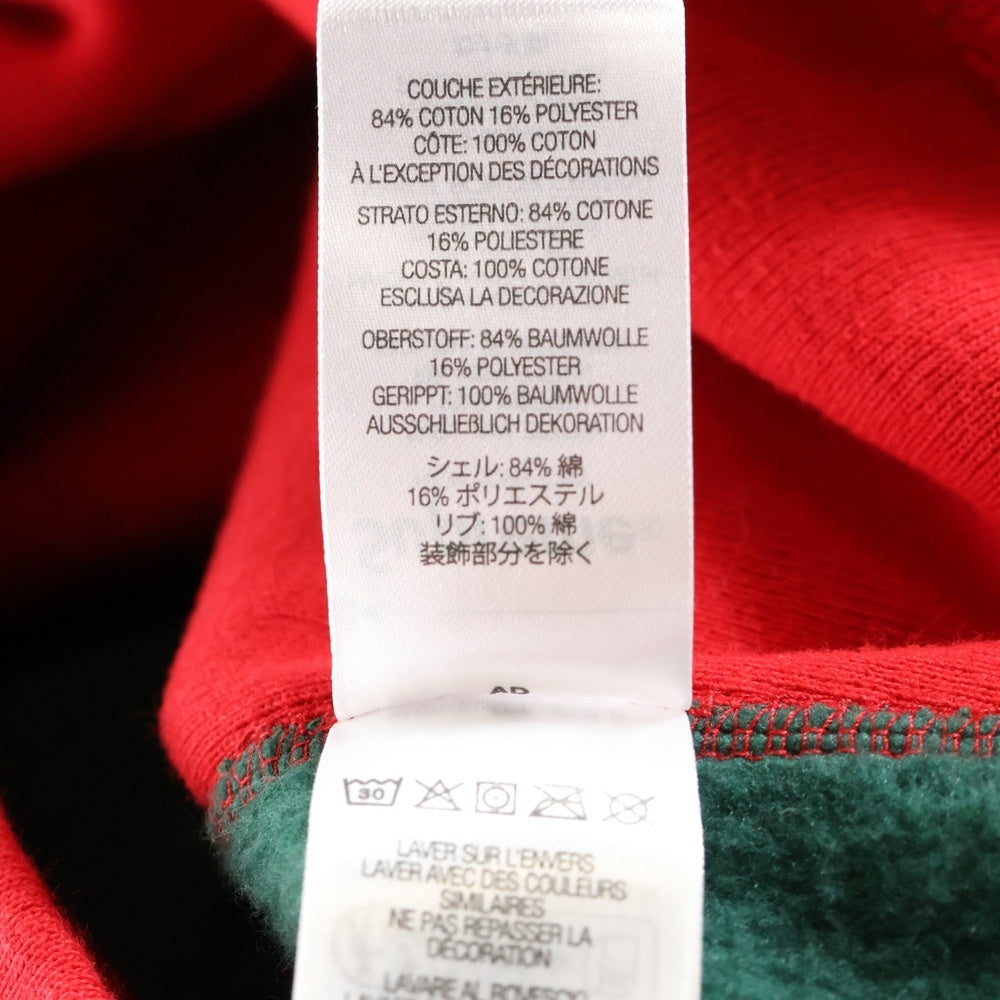 COUCHE EXTÉRIEURE:
84% COTON 16% POLYESTER
CÔTE: 100% COTON
À L'EXCEPTION DES DÉCORATIONS
STRATO ESTERNO: 84% COTONE
16% POLIESTERE
COSTA: 100% COTONE
ESCLUSA LA DECORAZIONE
OBERSTOFF: 84% BAUMWOLLE
16% POLYESTER
GERIPPT: 100% BAUMWOLLE
AUSSCHLIEßLICH DEKORATION
シェル: 84% 綿
16% ポリエステル
リブ: 100% 綿
装飾部分を除く
30
LAVER SUR L'ENVERS
LAVER AVEC DES COULEURS
SIMILAIRES
NE PAS REPASSER LA
DÉCORATION
LAVARE AL ROVESCIO